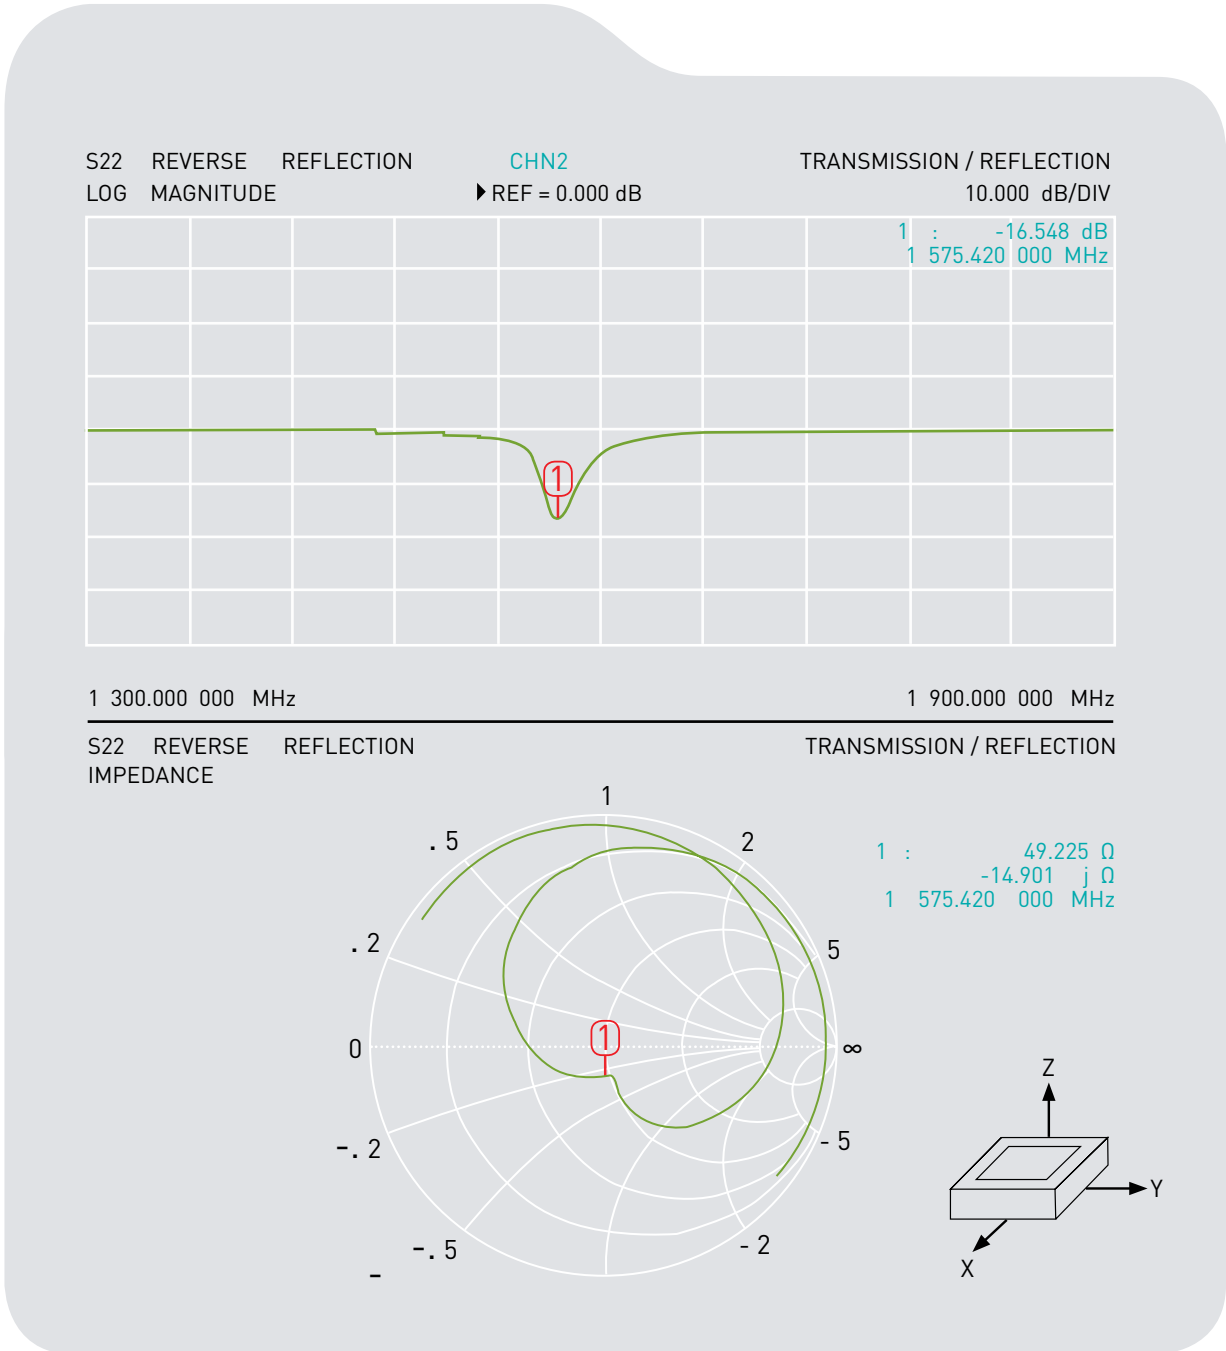 S22 REVERSE REFLECTION CHN2 TRANSMISSION / REFLECTION
LOG MAGNITUDE REF = 0.000 dB 10.000 dB/DIV
1 : -16.548 dB
1 575.420 000 MHz
1
1 300.000 000 MHz 1 900.000 000 MHz
S22 REVERSE REFLECTION TRANSMISSION / REFLECTION
IMPEDANCE
1
. 5 2
1 : 49.225 Ω
-14.901 j Ω
1 575.420 000 MHz
. 2 5
1
0 ∞
Z
-. 2 - 5
Y
-. 5 - 2
X
-